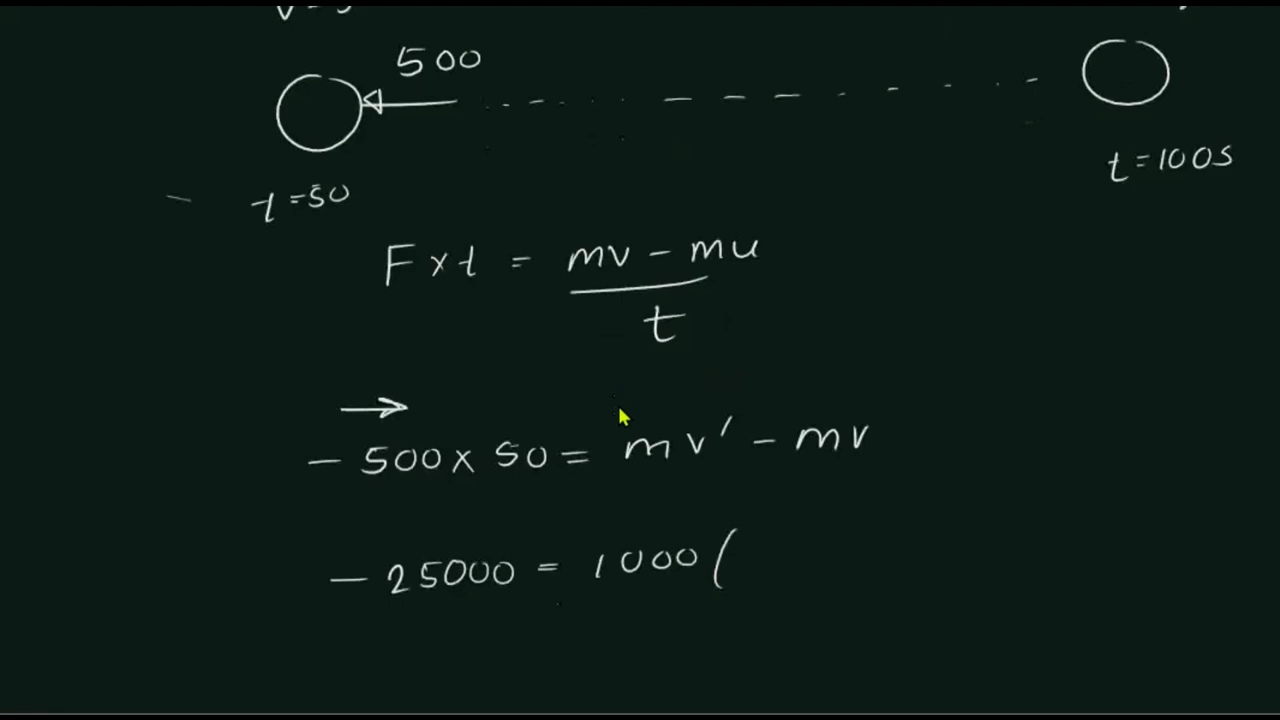 500
t=50
t=100s
F×t = mv - mu
t
-500×50= mv' - mv
-25000 = 1000(